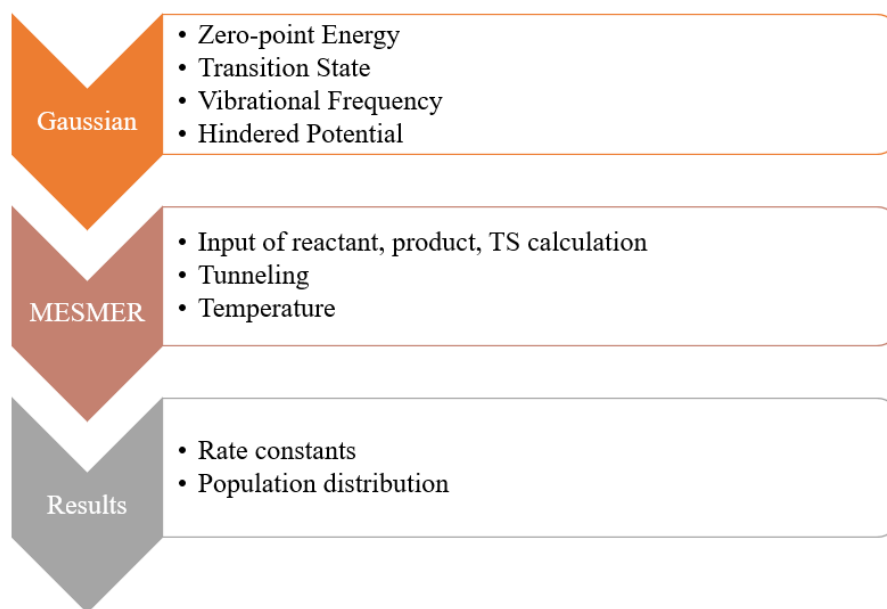 Gaussian
• Zero-point Energy
• Transition State
• Vibrational Frequency
• Hindered Potential
MESMER
• Input of reactant, product, TS calculation
• Tunneling
• Temperature
Results
• Rate constants
• Population distribution